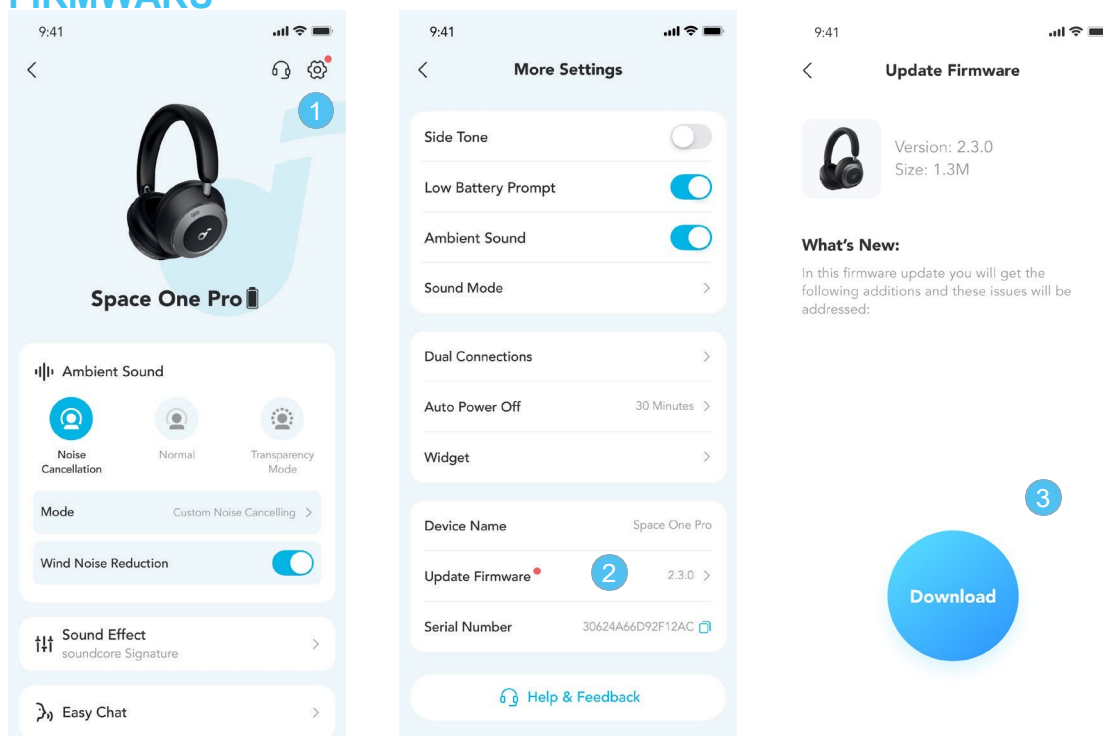 FIRMWARU
9:41
1
Space One Pro
Ambient Sound
Noise Cancellation
Normal
Transparency Mode
Mode
Custom Noise Cancelling
Wind Noise Reduction
Sound Effect
soundcore Signature
Easy Chat
9:41
More Settings
Side Tone
Low Battery Prompt
Ambient Sound
Sound Mode
Dual Connections
Auto Power Off
30 Minutes
Widget
Device Name
Space One Pro
Update Firmware
2
2.3.0
Serial Number
30624A66D92F12AC
Help & Feedback
9:41
Update Firmware
Version: 2.3.0
Size: 1.3M
What's New:
In this firmware update you will get the
following additions and these issues will be
addressed:
3
Download